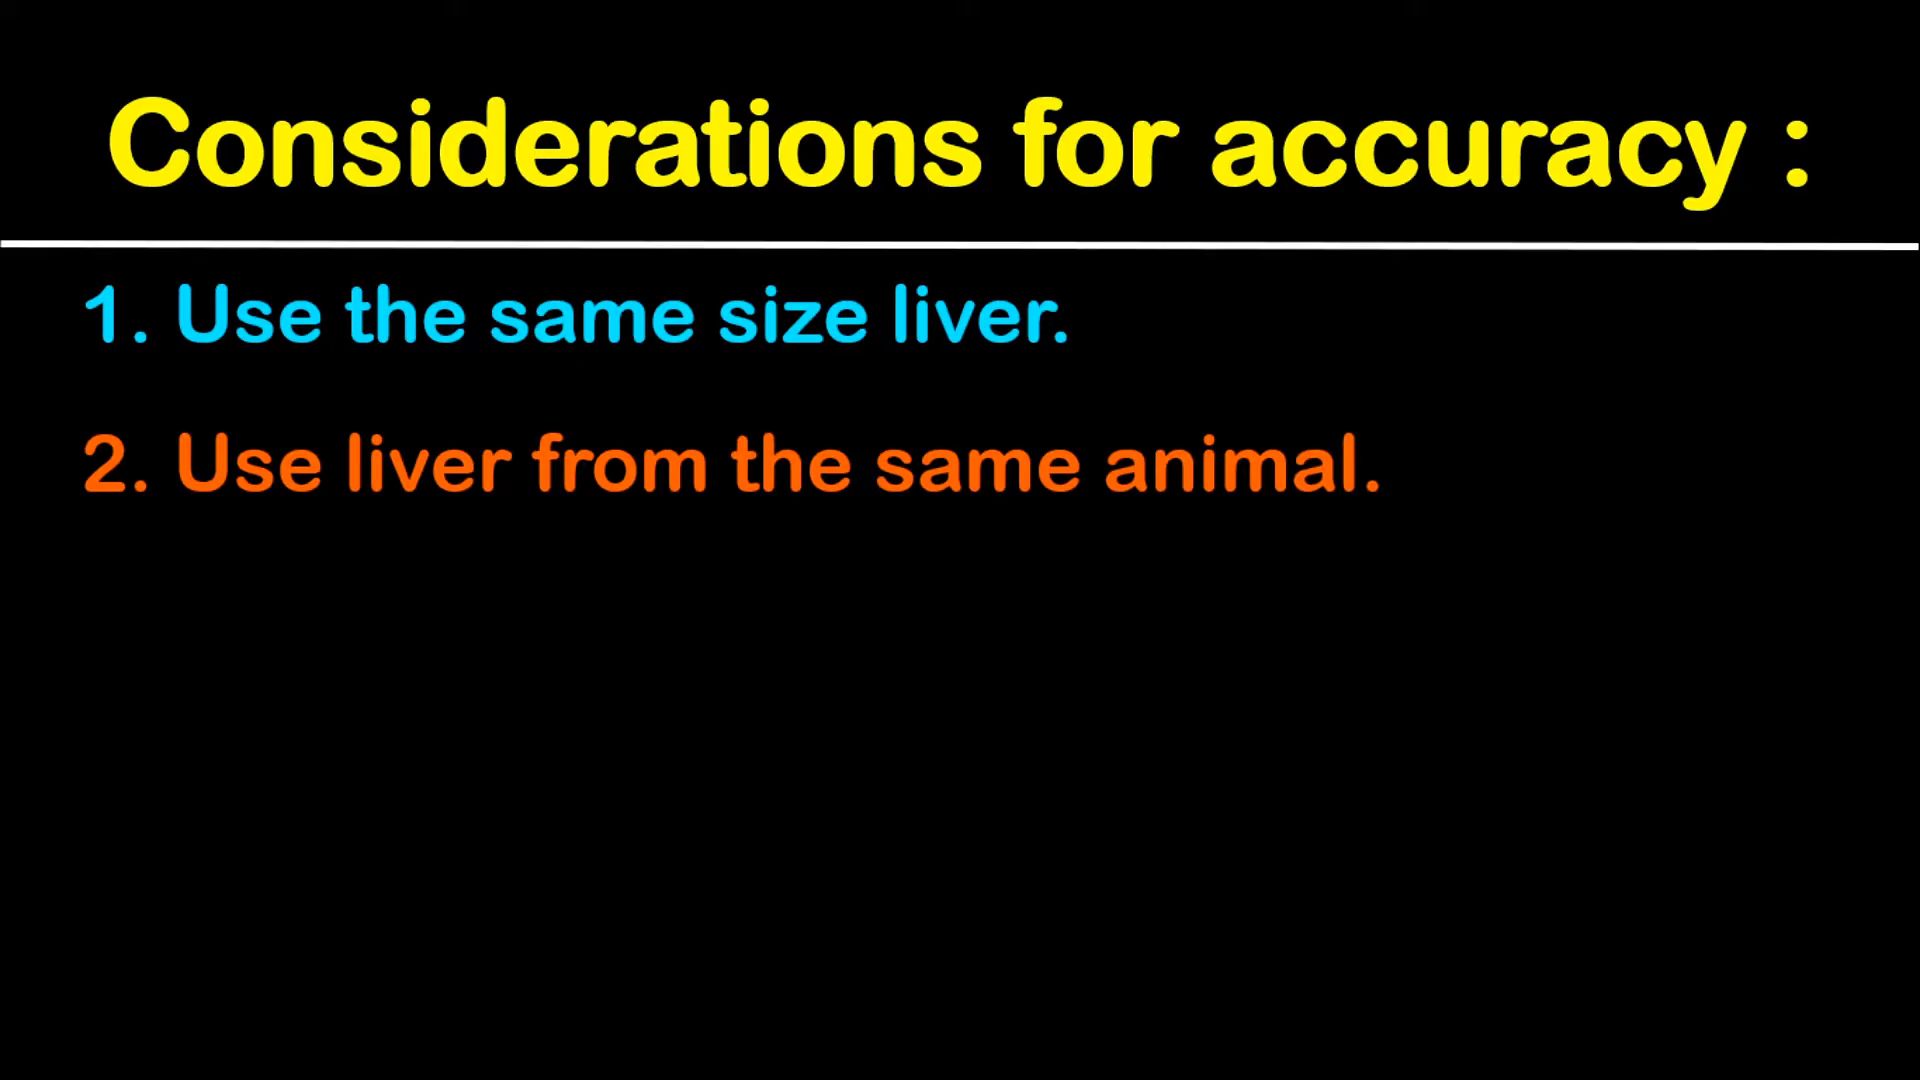 Considerations for accuracy :
1. Use the same size liver.
2. Use liver from the same animal.